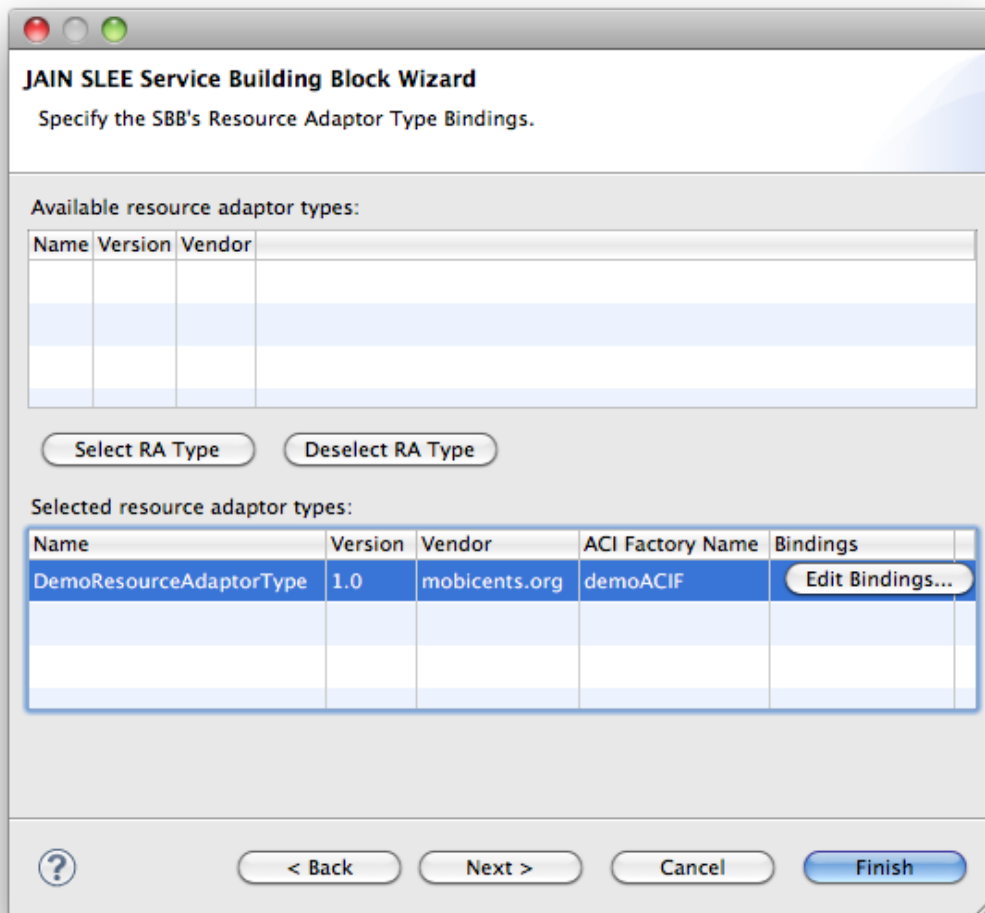 JAIN SLEE Service Building Block Wizard
Specify the SBB's Resource Adaptor Type Bindings.
Available resource adaptor types:
Name Version Vendor
Select RA Type Deselect RA Type
Selected resource adaptor types:
Name Version Vendor ACI Factory Name Bindings
DemoResourceAdaptorType 1.0 mobicents.org demoACIF Edit Bindings...
? < Back Next > Cancel Finish